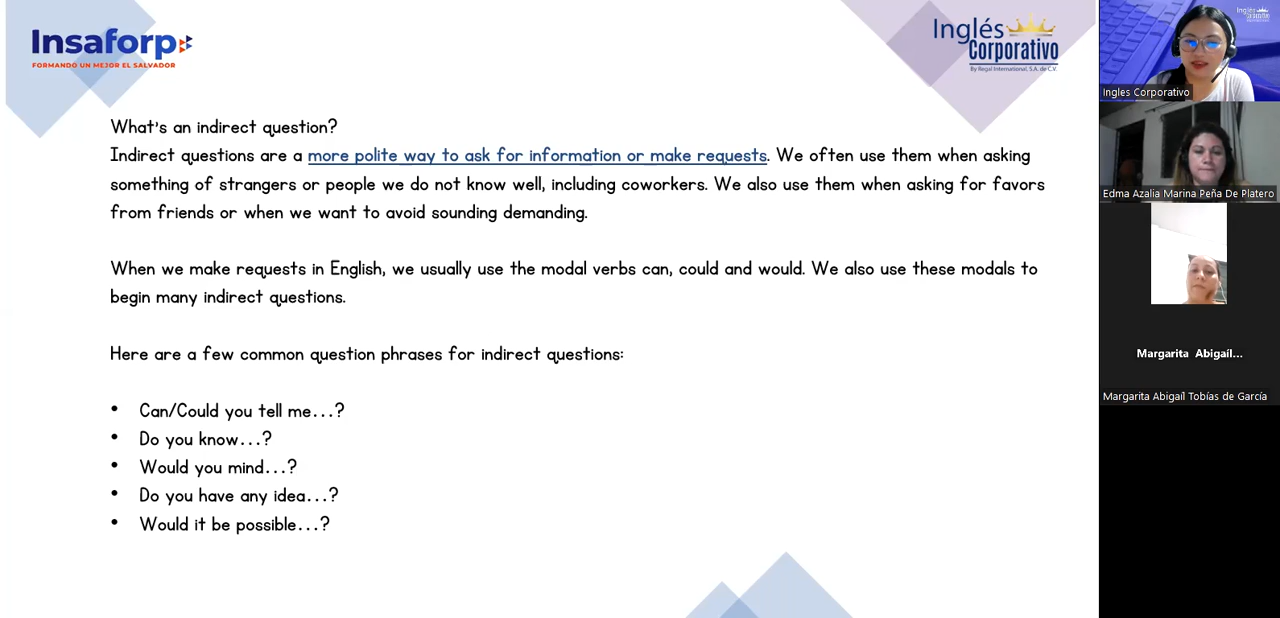 Insaforp
FORMANDO UN MEJOR EL SALVADOR
Inglés
Corporativo
By Regal International, S.A. de C.V.
What's an indirect question?
Indirect questions are a more polite way to ask for information or make requests. We often use them when asking
something of strangers or people we do not know well, including coworkers. We also use them when asking for favors
from friends or when we want to avoid sounding demanding.
When we make requests in English, we usually use the modal verbs can, could and would. We also use these modals to
begin many indirect questions.
Here are a few common question phrases for indirect questions:
• Can/Could you tell me...?
• Do you know...?
• Would you mind...?
• Do you have any idea...?
• Would it be possible...?
Inglés
Ingles Corporativo
Edma Azalia Marina Peña De Platero
Margarita Abigaíl...
Margarita Abigaíl Tobías de García